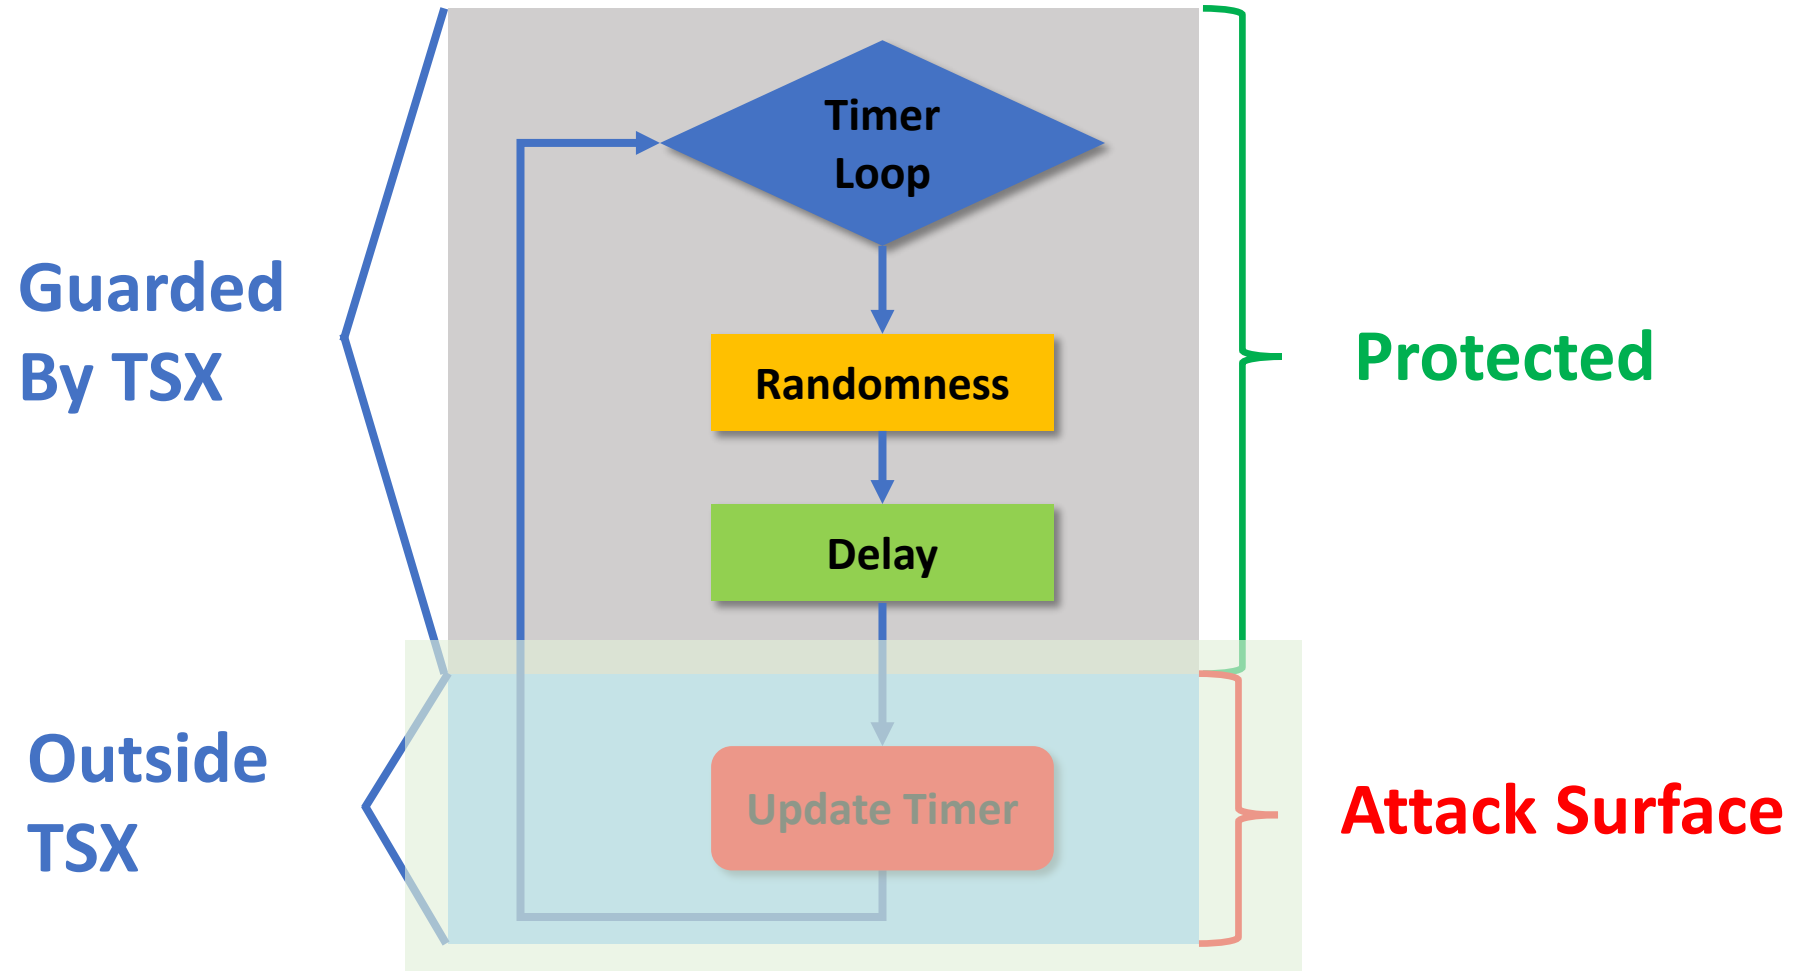 Timer
Loop
Guarded
By TSX
Randomness
Protected
Delay
Outside
TSX
Update Timer
Attack Surface